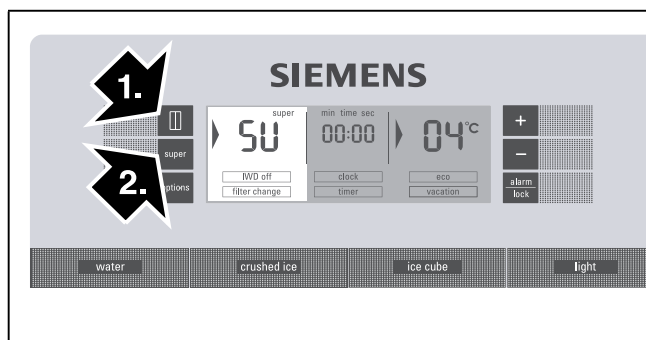 1.
SIEMENS
super
min time sec
SU
00:00
04°C
+
super
–
2.
IWD off
clock
eco
alarm
lock
filter change
timer
vacation
water
crushed ice
ice cube
light